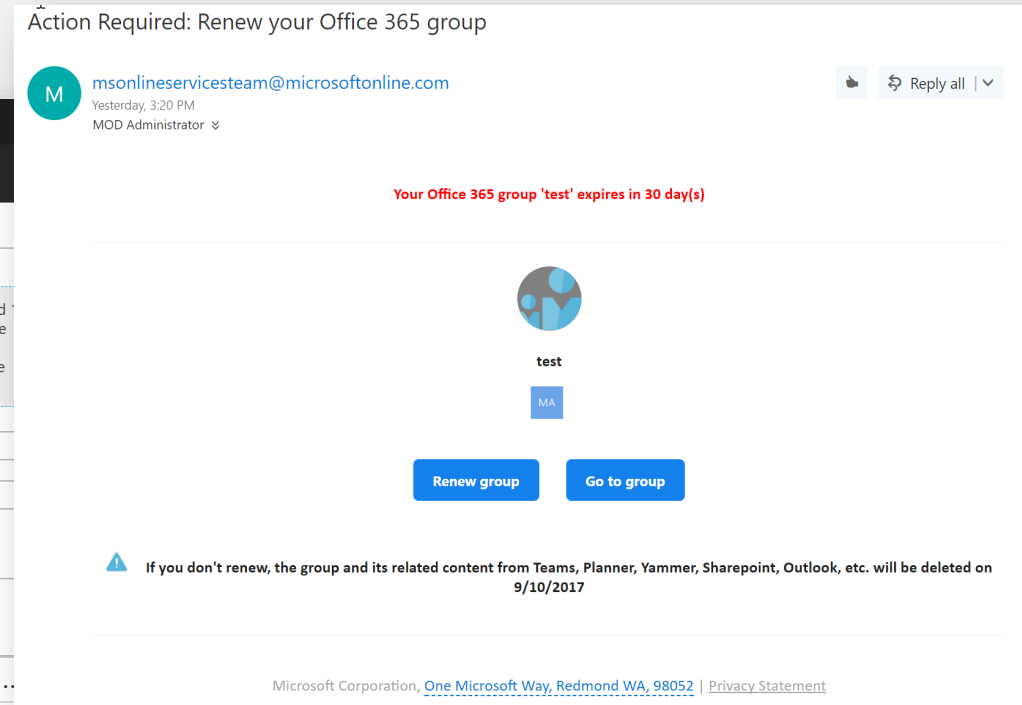 Action Required: Renew your Office 365 group
M
msonlineservicesteam@microsoftonline.com
Yesterday, 3:20 PM
MOD Administrator
Reply all
Your Office 365 group 'test' expires in 30 day(s)
test
MA
Renew group
Go to group
If you don't renew, the group and its related content from Teams, Planner, Yammer, Sharepoint, Outlook, etc. will be deleted on
9/10/2017
Microsoft Corporation, One Microsoft Way, Redmond WA, 98052 | Privacy Statement